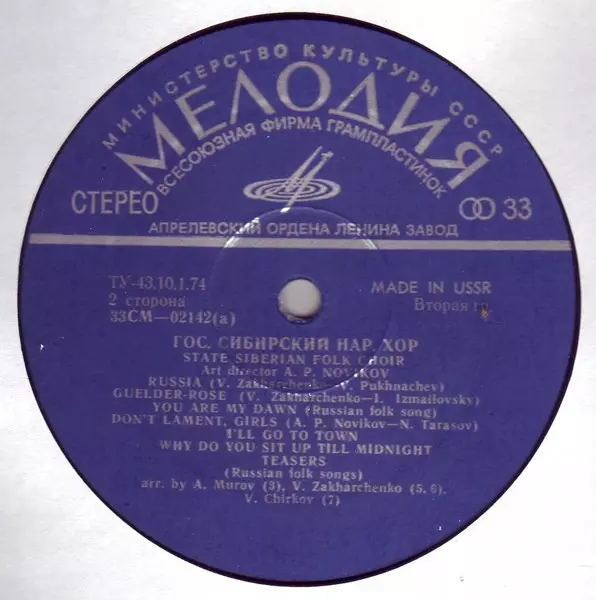 МИНИСТЕРСТВО КУЛЬТУРЫ СССР
МЕЛОДИЯ
ВСЕСОЮЗНАЯ ФИРМА ГРАМПЛАСТИНОК
СТЕРЕО
33
АПРЕЛЕВСКИЙ ОРДЕНА ЛЕНИНА ЗАВОД
ТУ-43.10.1.74
MADE IN USSR
2 сторона
Вторая гр.
33СМ—02142(а)
ГОС. СИБИРСКИЙ НАР. ХОР
STATE SIBERIAN FOLK CHOIR
Art director A. P. NOVIKOV
RUSSIA (V. Zakharchenko—V. Pukhnachev)
GUELDER-ROSE (V. Zakharchenko—I. Izmailovsky)
YOU ARE MY DAWN (Russian folk song)
DON'T LAMENT, GIRLS (A. P. Novikov—N. Tarasov)
I'LL GO TO TOWN
WHY DO YOU SIT UP TILL MIDNIGHT
TEASERS
(Russian folk songs)
arr. by A. Murov (3), V. Zakharchenko (5, 6),
V. Chirkov (7)